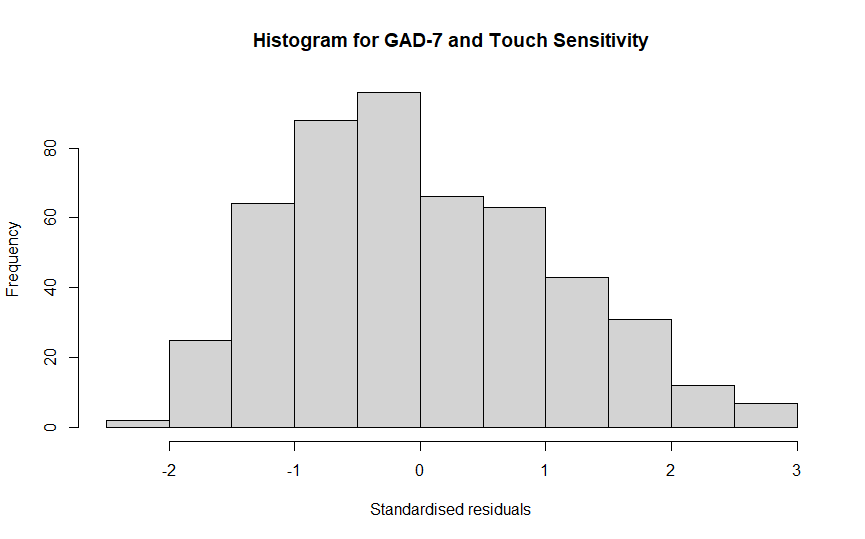 Histogram for GAD-7 and Touch Sensitivity
80
60
40
20
0
Frequency
-2 -1 0 1 2 3
Standardised residuals